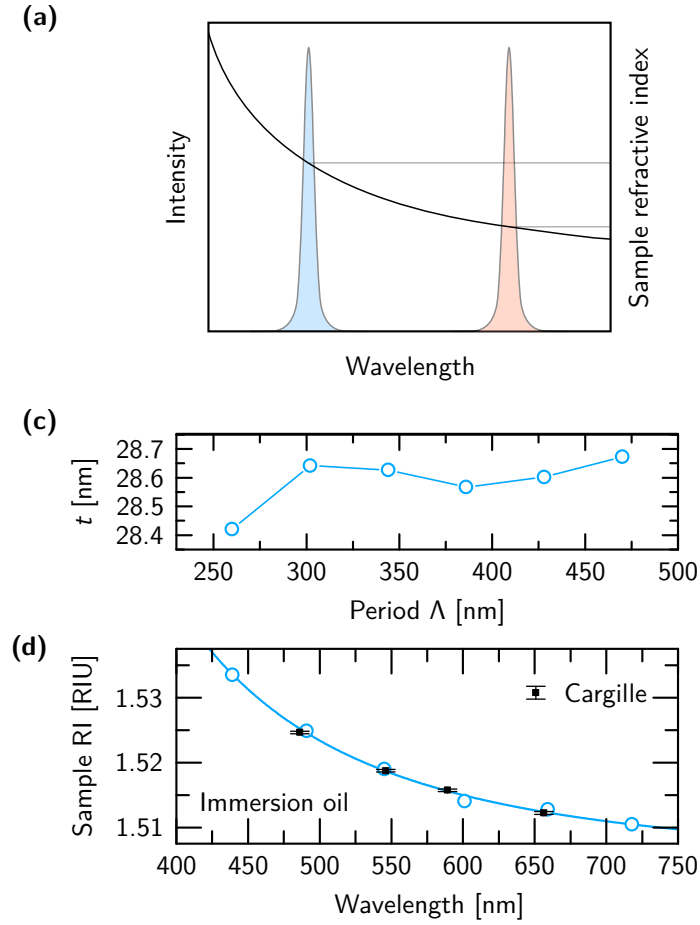 (a)
Intensity
Sample refractive index
Wavelength
(c)
t [nm]
28.7
28.6
28.5
28.4
250 300 350 400 450 500
Period Λ [nm]
(d)
Sample RI [RIU]
1.53
1.52
1.51
Cargille
Immersion oil
400 450 500 550 600 650 700 750
Wavelength [nm]